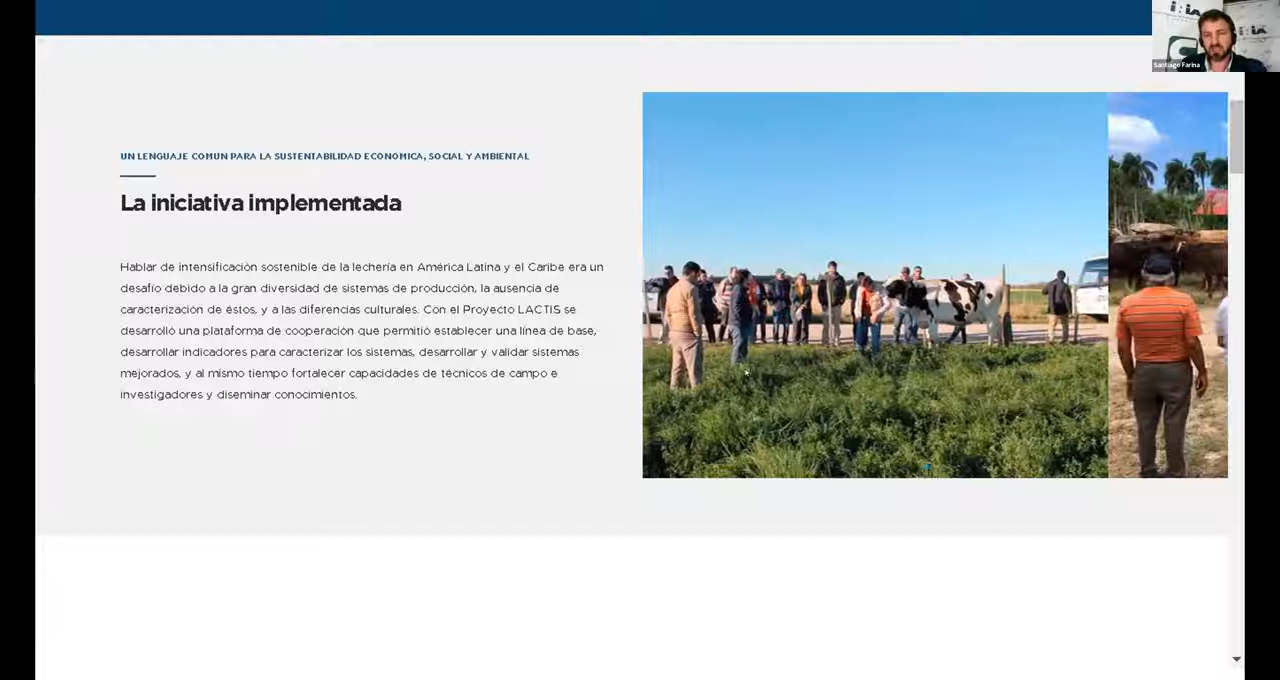 Santiago Farina
UN LENGUAJE COMUN PARA LA SUSTENTABILIDAD ECONOMICA, SOCIAL Y AMBIENTAL
La iniciativa implementada
Hablar de intensificación sostenible de la lechería en América Latina y el Caribe era un
desafío debido a la gran diversidad de sistemas de producción, la ausencia de
caracterización de éstos, y a las diferencias culturales. Con el Proyecto LACTIS se
desarrolló una plataforma de cooperación que permitió establecer una línea de base,
desarrollar indicadores para caracterizar los sistemas, desarrollar y validar sistemas
mejorados, y al mismo tiempo fortalecer capacidades de técnicos de campo e
investigadores y diseminar conocimientos.